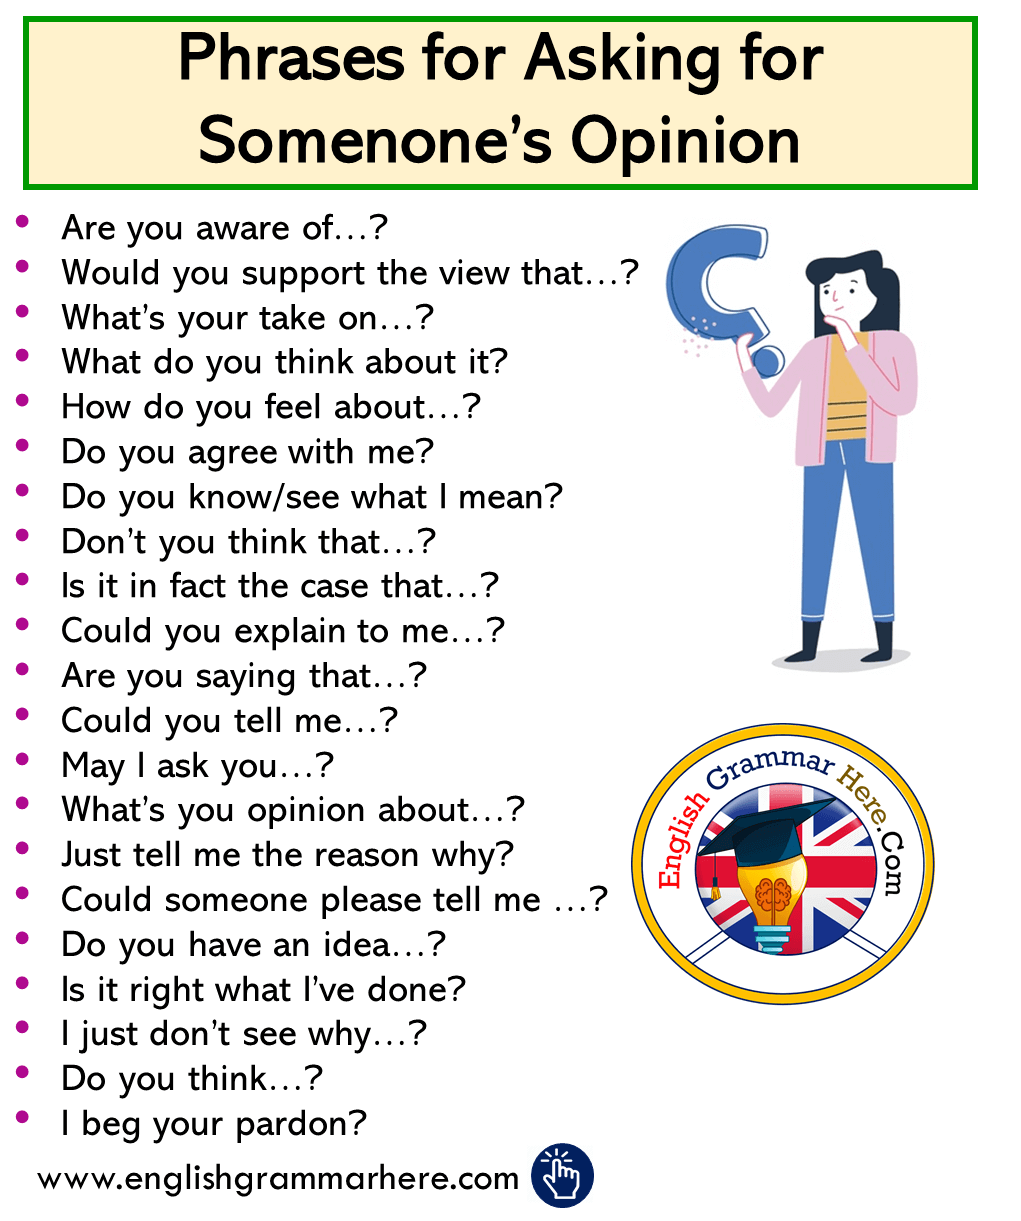 Phrases for Asking for
Somenone’s Opinion
• Are you aware of…?
• Would you support the view that…?
• What’s your take on…?
• What do you think about it?
• How do you feel about…?
• Do you agree with me?
• Do you know/see what I mean?
• Don’t you think that…?
• Is it in fact the case that…?
• Could you explain to me…?
• Are you saying that…?
• Could you tell me…?
• May I ask you…?
• What’s you opinion about…?
• Just tell me the reason why?
• Could someone please tell me …?
• Do you have an idea…?
• Is it right what I’ve done?
• I just don’t see why…?
• Do you think…?
• I beg your pardon?
English Grammar Here.Com
www.englishgrammarhere.com